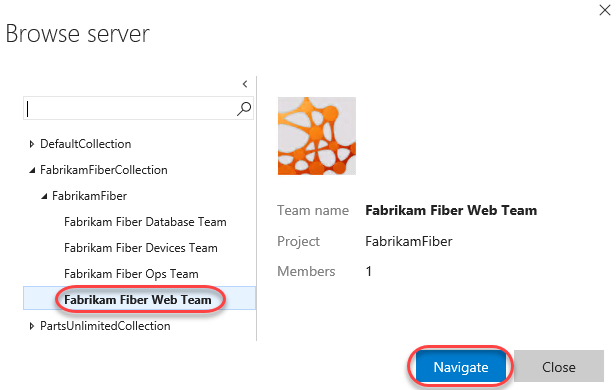 Browse server
DefaultCollection
FabrikamFiberCollection
FabrikamFiber
Fabrikam Fiber Database Team
Fabrikam Fiber Devices Team
Fabrikam Fiber Ops Team
Fabrikam Fiber Web Team
PartsUnlimitedCollection
Team name Fabrikam Fiber Web Team
Project FabrikamFiber
Members 1
Navigate Close